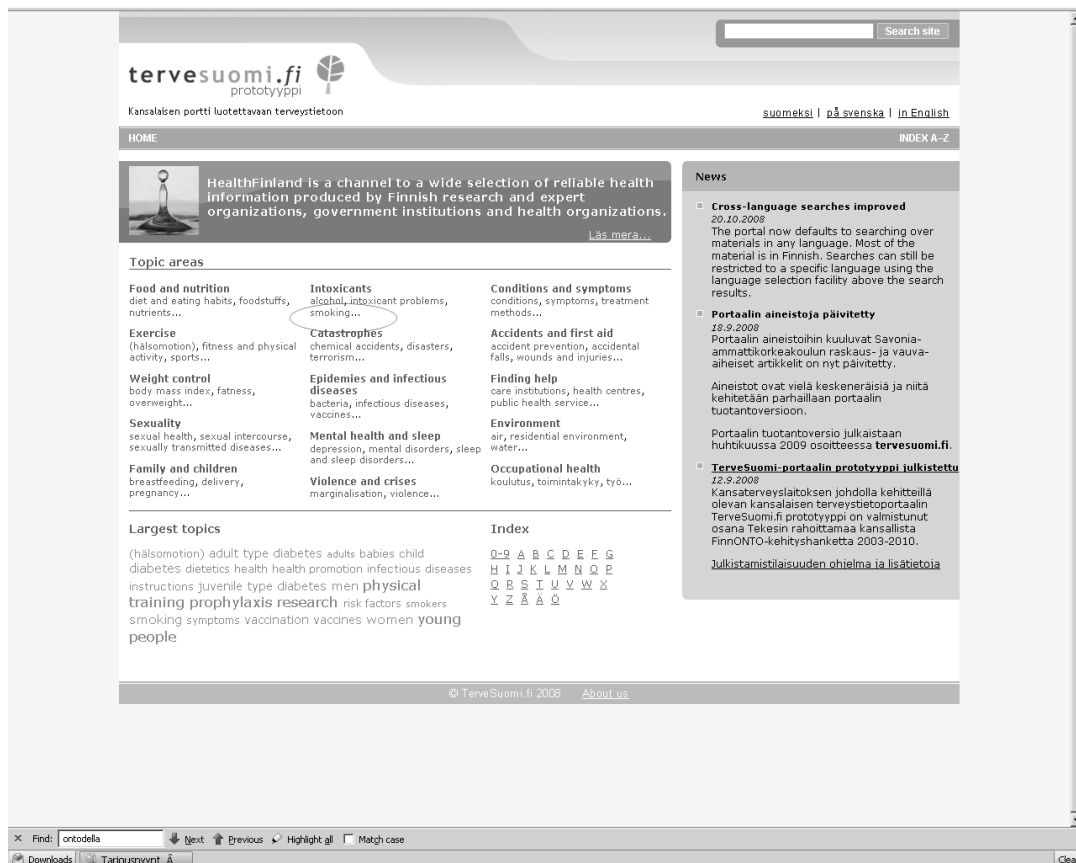 Search site
tervesuomi.fi
prototyyppi
Kansalaisen portti luotettavaan terveystietoon
suomeksi | på svenska | in English
HOME
INDEX A–Z
HealthFinland is a channel to a wide selection of reliable health
information produced by Finnish research and expert
organizations, government institutions and health organizations.
Läs mera...
Topic areas
Food and nutrition
diet and eating habits, foodstuffs,
nutrients...
Exercise
(hälsomotion), fitness and physical
activity, sports...
Weight control
body mass index, fatness,
overweight...
Sexuality
sexual health, sexual intercourse,
sexually transmitted diseases...
Family and children
breastfeeding, delivery,
pregnancy...
Intoxicants
alcohol, intoxicant problems,
smoking...
Catastrophes
chemical accidents, disasters,
terrorism...
Epidemies and infectious
diseases
bacteria, infectious diseases,
vaccines...
Mental health and sleep
depression, mental disorders, sleep
and sleep disorders...
Violence and crises
marginalisation, violence...
Conditions and symptoms
conditions, symptoms, treatment
methods...
Accidents and first aid
accident prevention, accidental
falls, wounds and injuries...
Finding help
care institutions, health centres,
public health service...
Environment
air, residential environment,
water...
Occupational health
koulutus, toimintakyky, työ...
Largest topics
(hälsomotion) adult type diabetes adults babies child
diabetes dietetics health health promotion infectious diseases
instructions juvenile type diabetes men physical
training prophylaxis research risk factors smokers
smoking symptoms vaccination vaccines women young
people
Index
0-9 A B C D E F G
H I J K L M N O P
Q R S T U V W X
Y Z Å Ä Ö
News
Cross-language searches improved
20.10.2008
The portal now defaults to searching over
materials in any language. Most of the
material is in Finnish. Searches can still be
restricted to a specific language using the
language selection facility above the search
results.
Portaalin aineistoja päivitetty
18.9.2008
Portaalin aineistoihin kuuluvat Savonia-
ammattikorkeakoulun raskaus- ja vauva-
aiheiset artikkelit on nyt päivitetty.
Aineistot ovat vielä keskeneräisiä ja niitä
kehitetään parhaillaan portaalin
tuotantoversioon.
Portaalin tuotantoversio julkaistaan
huhtikuussa 2009 osoitteessa tervesuomi.fi.
TerveSuomi-portaalin prototyyppi julkistettu
12.9.2008
Kansaterveyslaitoksen johdolla kehitteillä
olevan kansalaisen terveystietoportaalin
TerveSuomi.fi prototyyppi on valmistunut
osana Tekesin rahoittamaa kansallista
FinnONTO-kehityshanketta 2003-2010.
Julkistamistilaisuuden ohjelma ja lisätietoja
© TerveSuomi.fi 2008 About us
Find: ontodella Next Previous Highlight all Match case
Downloads Tarjouspyynt_Ã Clea